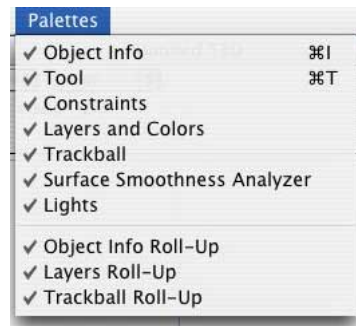 Palettes
✓ Object Info ⌘I
✓ Tool ⌘T
✓ Constraints
✓ Layers and Colors
✓ Trackball
✓ Surface Smoothness Analyzer
✓ Lights
✓ Object Info Roll-Up
✓ Layers Roll-Up
✓ Trackball Roll-Up